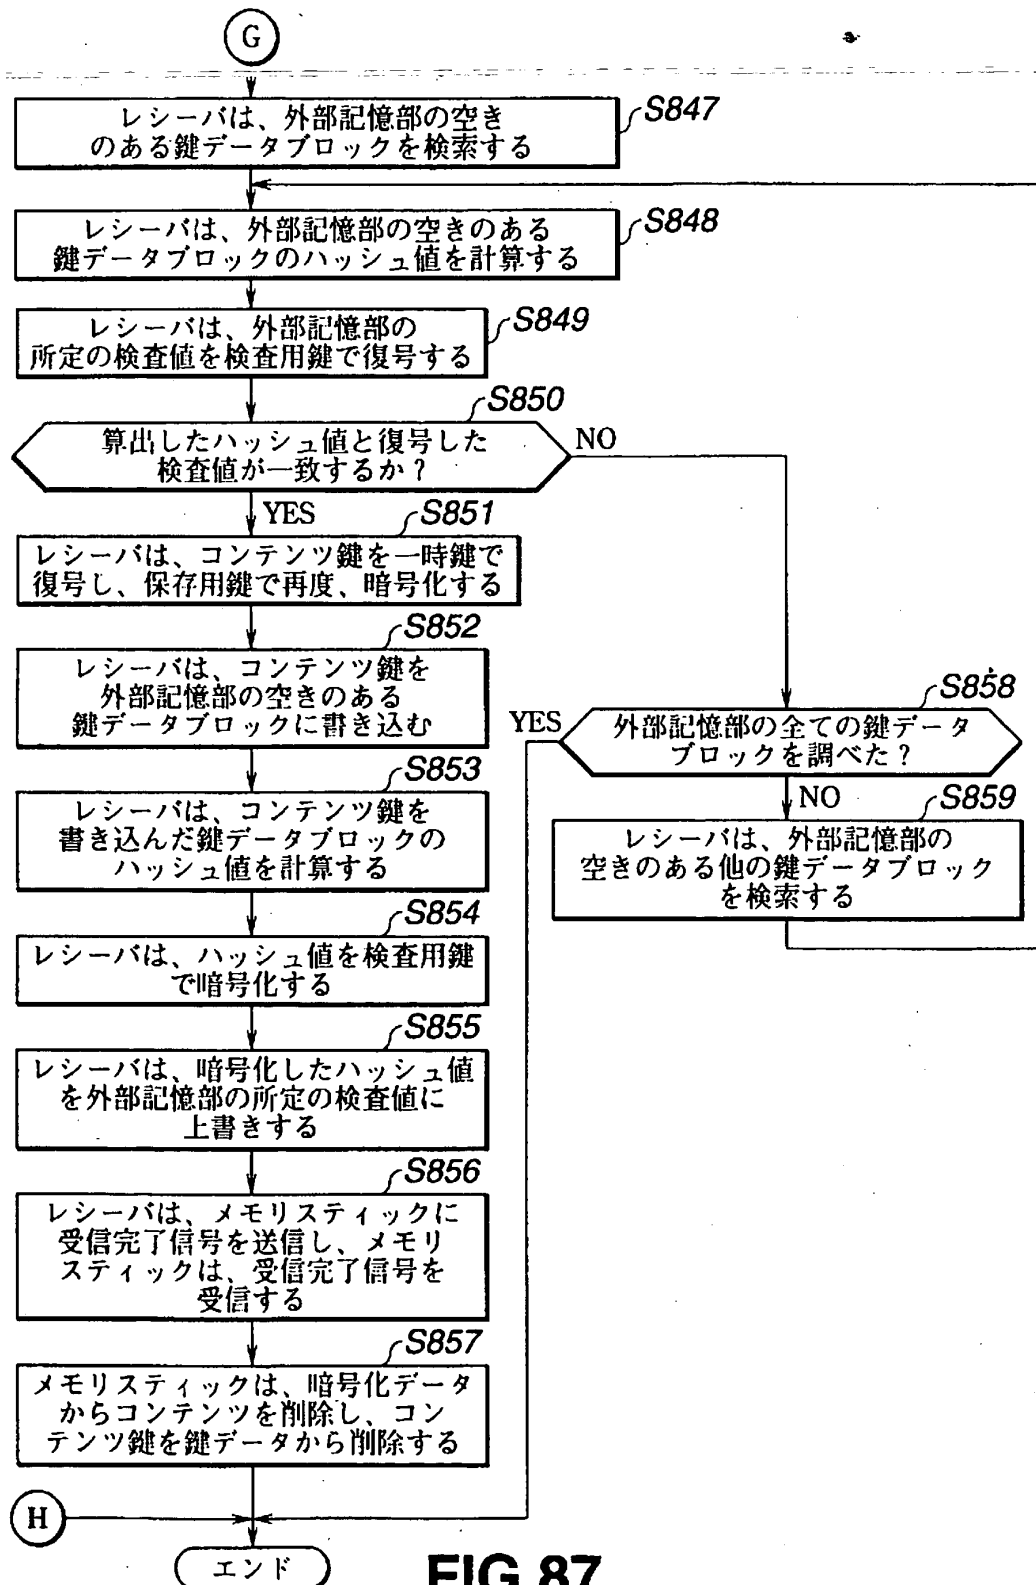 G
レシーバは、外部記憶部の空き
のある鍵データブロックを検索する
S847
レシーバは、外部記憶部の空きのある
鍵データブロックのハッシュ値を計算する
S848
レシーバは、外部記憶部の
所定の検査値を検査用鍵で復号する
S849
算出したハッシュ値と復号した
検査値が一致するか？
S850
NO
YES
レシーバは、コンテンツ鍵を一時鍵で
復号し、保存用鍵で再度、暗号化する
S851
レシーバは、コンテンツ鍵を
外部記憶部の空きのある
鍵データブロックに書き込む
S852
レシーバは、コンテンツ鍵を
書き込んだ鍵データブロックの
ハッシュ値を計算する
S853
レシーバは、ハッシュ値を検査用鍵
で暗号化する
S854
レシーバは、暗号化したハッシュ値
を外部記憶部の所定の検査値に
上書きする
S855
レシーバは、メモリスティックに
受信完了信号を送信し、メモリ
スティックは、受信完了信号を
受信する
S856
メモリスティックは、暗号化データ
からコンテンツを削除し、コン
テンツ鍵を鍵データから削除する
S857
外部記憶部の全ての鍵データ
ブロックを調べた？
S858
YES
NO
レシーバは、外部記憶部の
空きのある他の鍵データブロック
を検索する
S859
H
エンド
FIG.87